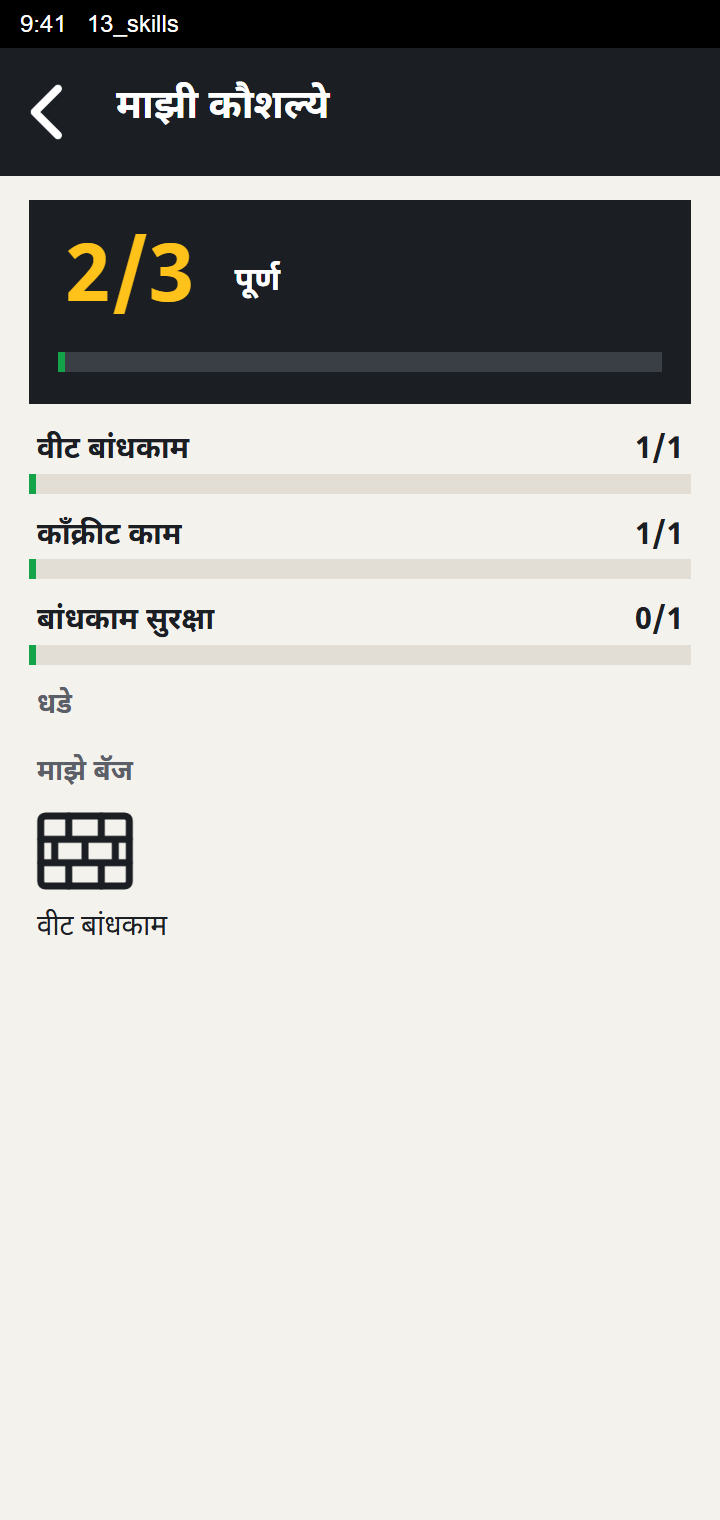 9:41 13_skills
माझी कौशल्ये
2/3 पूर्ण
वीट बांधकाम 1/1
काँक्रीट काम 1/1
बांधकाम सुरक्षा 0/1
धडे
माझे बॅज
वीट बांधकाम